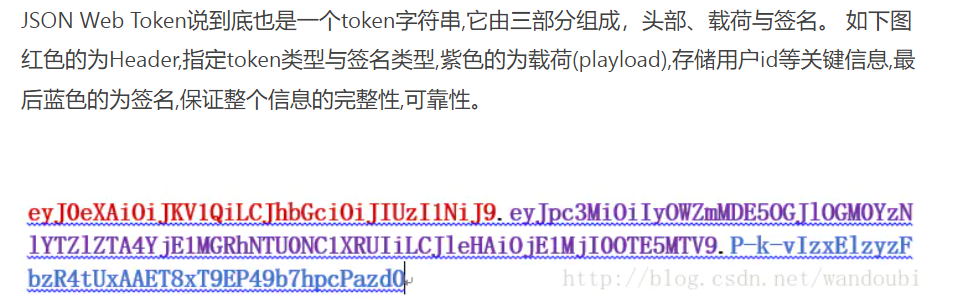 JSON Web Token说到底也是一个token字符串,它由三部分组成，头部、载荷与签名。 如下图
红色的为Header,指定token类型与签名类型,紫色的为载荷(playload),存储用户id等关键信息,最
后蓝色的为签名,保证整个信息的完整性,可靠性。
eyJ0eXAiOiJKV1QiLCJhbGciOiJIUzI1NiJ9.eyJpc3MiOiIyOWZmMDE5OGJlOGM0YzN
lYTZlZTA4YjE1MGRhNTU0NC1XRUIiLCJleHAiOjE1MjI0OTE5MTV9.P-k-vIzxElzyzF
bzR4tUxAAET8xT9EP49b7hpcPazd0
http://blog.csdn.net/wandoubi